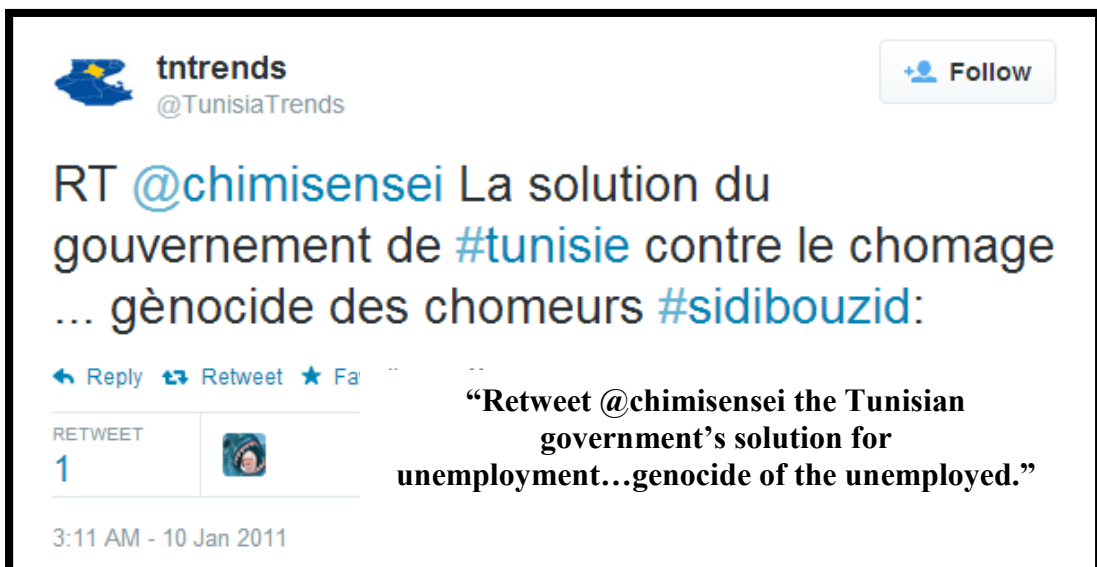 tntrends
@TunisiaTrends
Follow
RT @chimisensei La solution du
gouvernement de #tunisie contre le chomage
... gènocide des chomeurs #sidibouzid:
Reply Retweet
RETWEET
1
“Retweet @chimisensei the Tunisian
government’s solution for
unemployment…genocide of the unemployed.”
3:11 AM - 10 Jan 2011